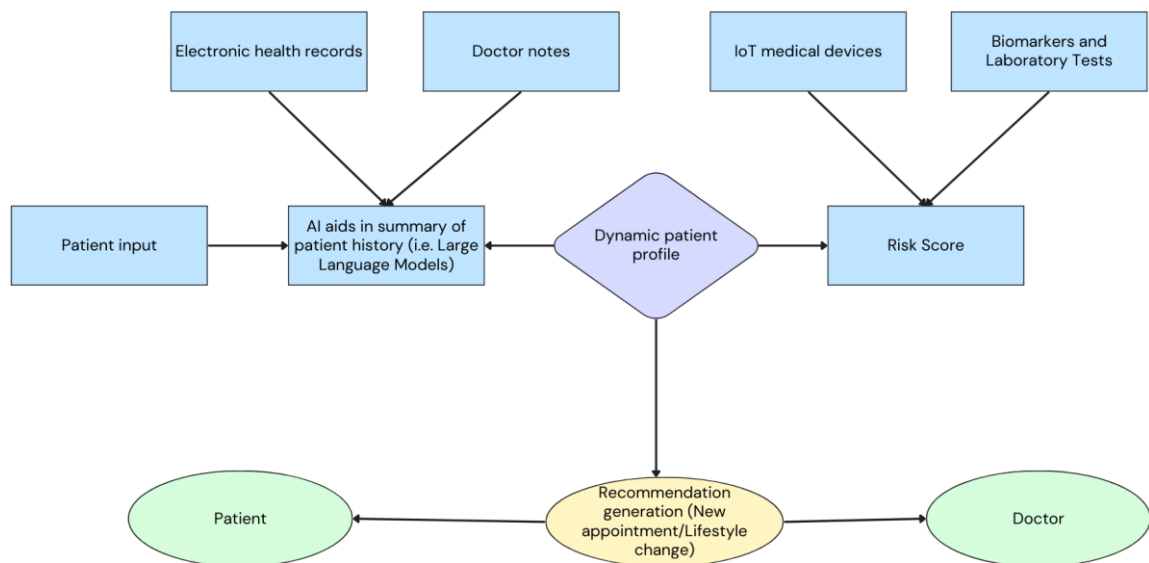 Electronic health records
Doctor notes
IoT medical devices
Biomarkers and
Laboratory Tests
Patient input
AI aids in summary of
patient history (i.e. Large
Language Models)
Dynamic patient
profile
Risk Score
Patient
Recommendation
generation (New
appointment/Lifestyle
change)
Doctor